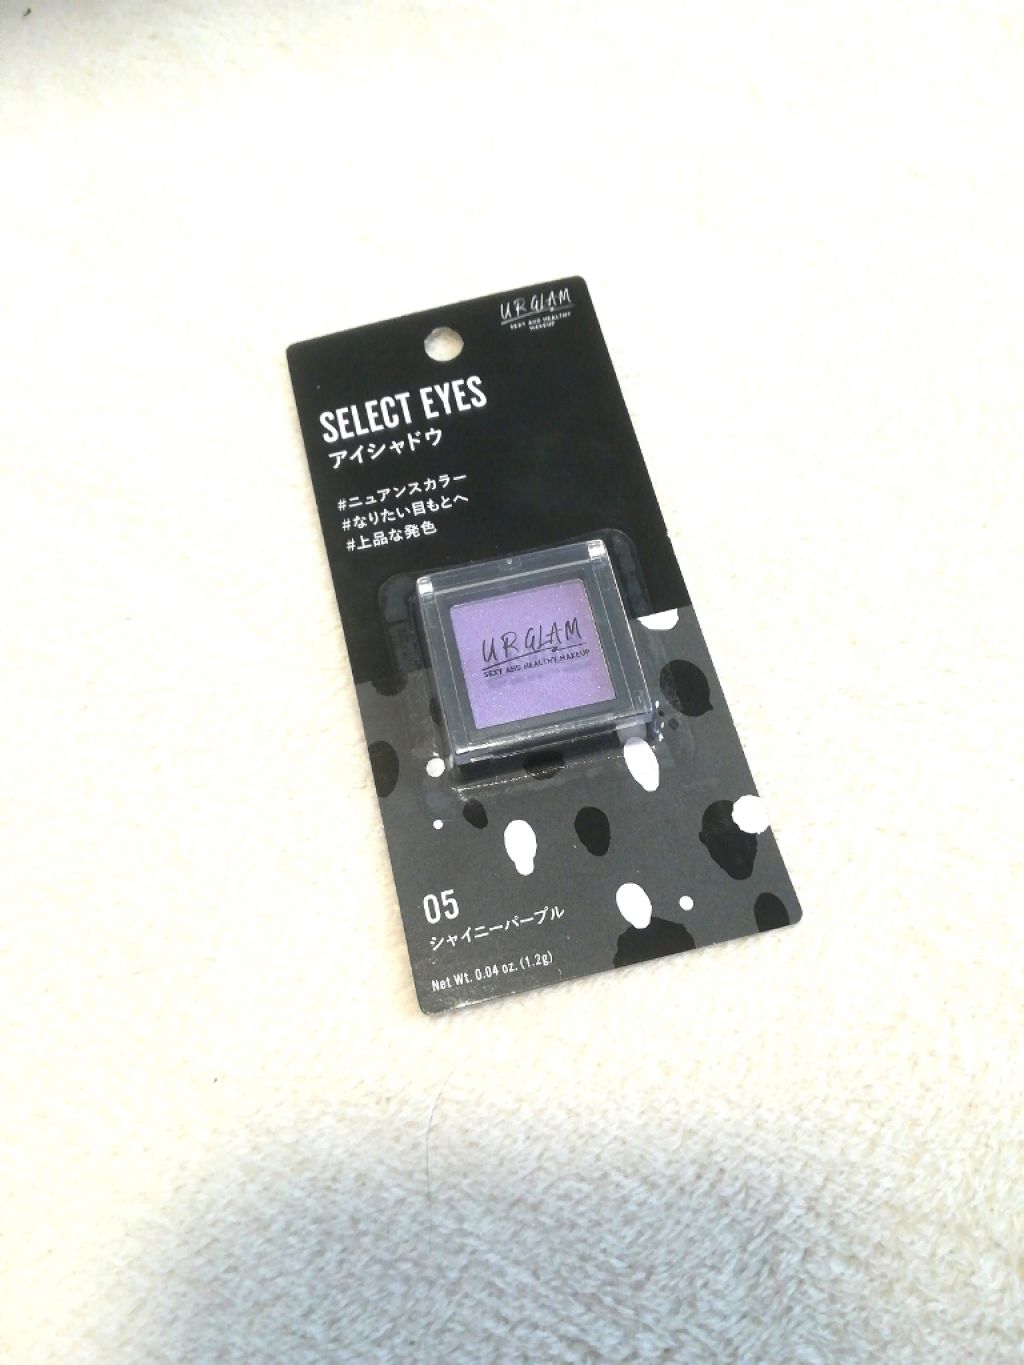 URGLAM
SEXY AND HEALTHY
MAKEUP
SELECT EYES
アイシャドウ
#ニュアンスカラー
#なりたい目もとへ
#上品な発色
URGLAM
SEXY AND HEALTHY MAKEUP
05
シャイニーパープル
Net Wt. 0.04 oz. (1.2g)